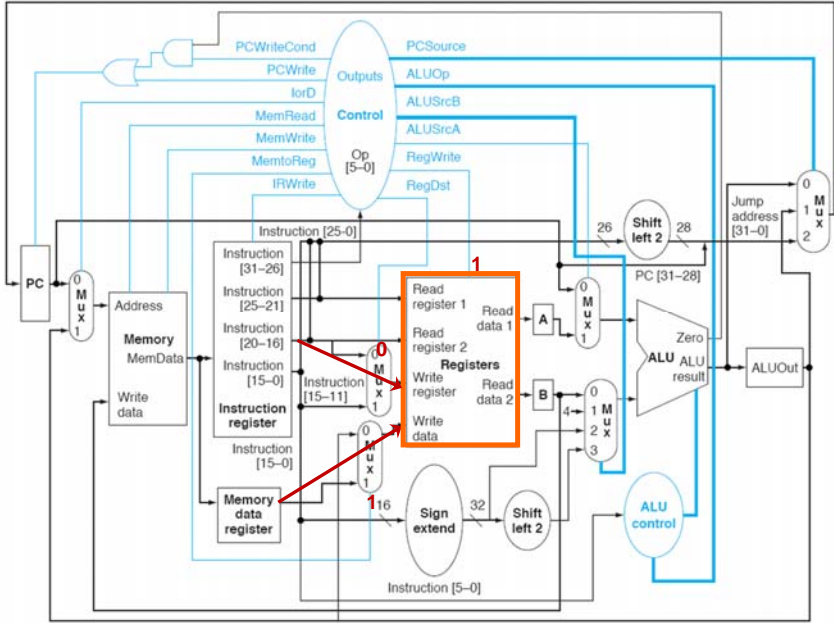 PCWriteCond
PCWrite
IorD
MemRead
MemWrite
MemtoReg
IRWrite
Outputs
Control
Op
[5–0]
PCSource
ALUOp
ALUSrcB
ALUSrcA
RegWrite
RegDst
PC
0
M
u
x
1
Address
Memory
MemData
Write
data
Instruction [25-0]
Instruction
[31–26]
Instruction
[25–21]
Instruction
[20–16]
Instruction
[15–0]
Instruction
register
Instruction
[15–0]
Memory
data
register
Instruction
[15–11]
0
0
M
u
x
1
0
M
u
x
1
1
1
Read
register 1
Read
register 2
Registers
Write
register
Write
data
Read
data 1
Read
data 2
A
B
16
Sign
extend
32
Shift
left 2
Instruction [5–0]
0
M
u
x
1
4
0
1
2
3
M
u
x
26
Shift
left 2
28
PC [31–28]
Jump
address
[31–0]
Zero
ALU
ALU
result
ALUOut
ALU
control
0
1
2
M
u
x